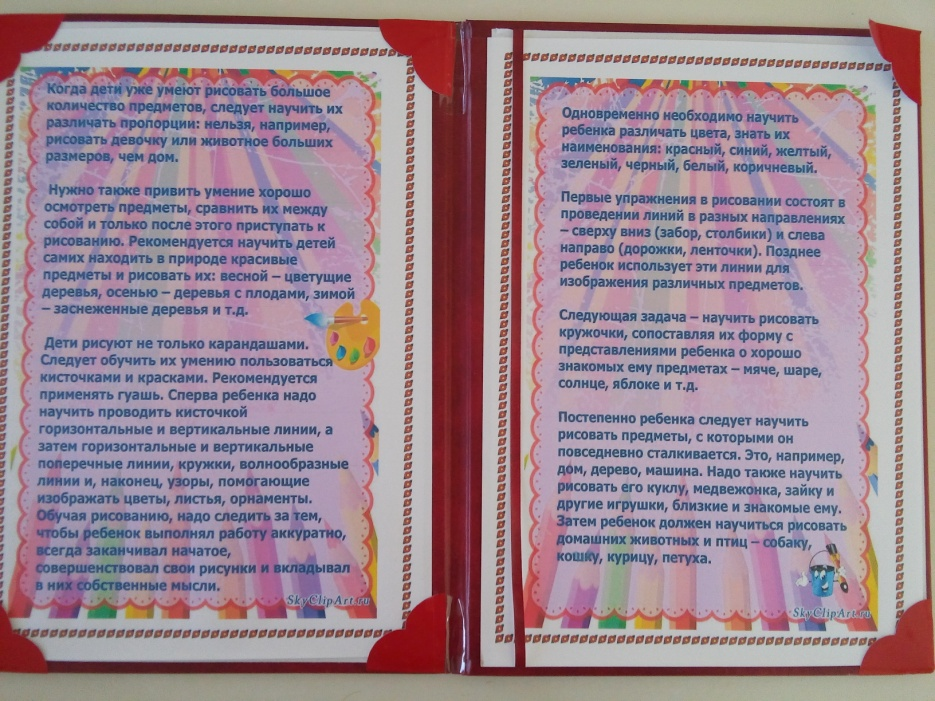 Когда дети уже умеют рисовать большое
количество предметов, следует научить их
различать пропорции: нельзя, например,
рисовать девочку или животное больших
размеров, чем дом.
Нужно также привить умение хорошо
осмотреть предметы, сравнить их между
собой и только после этого приступать к
рисованию. Рекомендуется научить детей
самих находить в природе красивые
предметы и рисовать их: весной – цветущие
деревья, осенью – деревья с плодами, зимой
– заснеженные деревья и т.д.
Дети рисуют не только карандашами.
Следует обучить их умению пользоваться
кисточками и красками. Рекомендуется
применять гуашь. Сперва ребенка надо
научить проводить кисточкой
горизонтальные и вертикальные линии, а
затем горизонтальные и вертикальные
поперечные линии, кружки, волнообразные
линии и, наконец, узоры, помогающие
изображать цветы, листья, орнаменты.
Обучая рисованию, надо следить за тем,
чтобы ребенок выполнял работу аккуратно,
всегда заканчивал начатое,
совершенствовал свои рисунки и вкладывал
в них собственные мысли.
SkyClipArt.ru
Одновременно необходимо научить
ребенка различать цвета, знать их
наименования: красный, синий, желтый,
зеленый, черный, белый, коричневый.
Первые упражнения в рисовании состоят в
проведении линий в разных направлениях
– сверху вниз (забор, столбики) и слева
направо (дорожки, ленточки). Позднее
ребенок использует эти линии для
изображения различных предметов.
Следующая задача – научить рисовать
кружочки, сопоставляя их форму с
представлениями ребенка о хорошо
знакомых ему предметах – мяче, шаре,
солнце, яблоке и т.д.
Постепенно ребенка следует научить
рисовать предметы, с которыми он
повседневно сталкивается. Это, например,
дом, дерево, машина. Надо также научить
рисовать его куклу, медвежонка, зайку и
другие игрушки, близкие и знакомые ему.
Затем ребенок должен научиться рисовать
домашних животных и птиц – собаку,
кошку, курицу, петуха.
SkyClipArt.ru